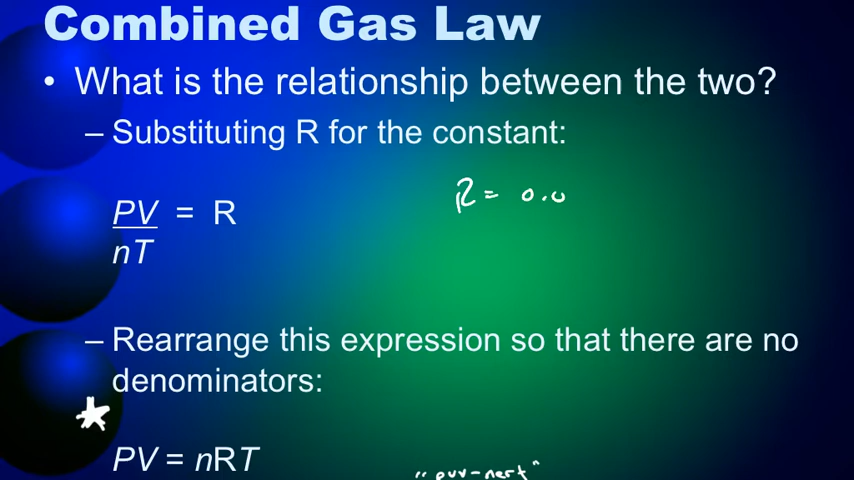 Combined Gas Law
• What is the relationship between the two?
– Substituting R for the constant:
R = 0.0
PV = R
nT
– Rearrange this expression so that there are no
denominators:
PV = nRT
"puv-nert"